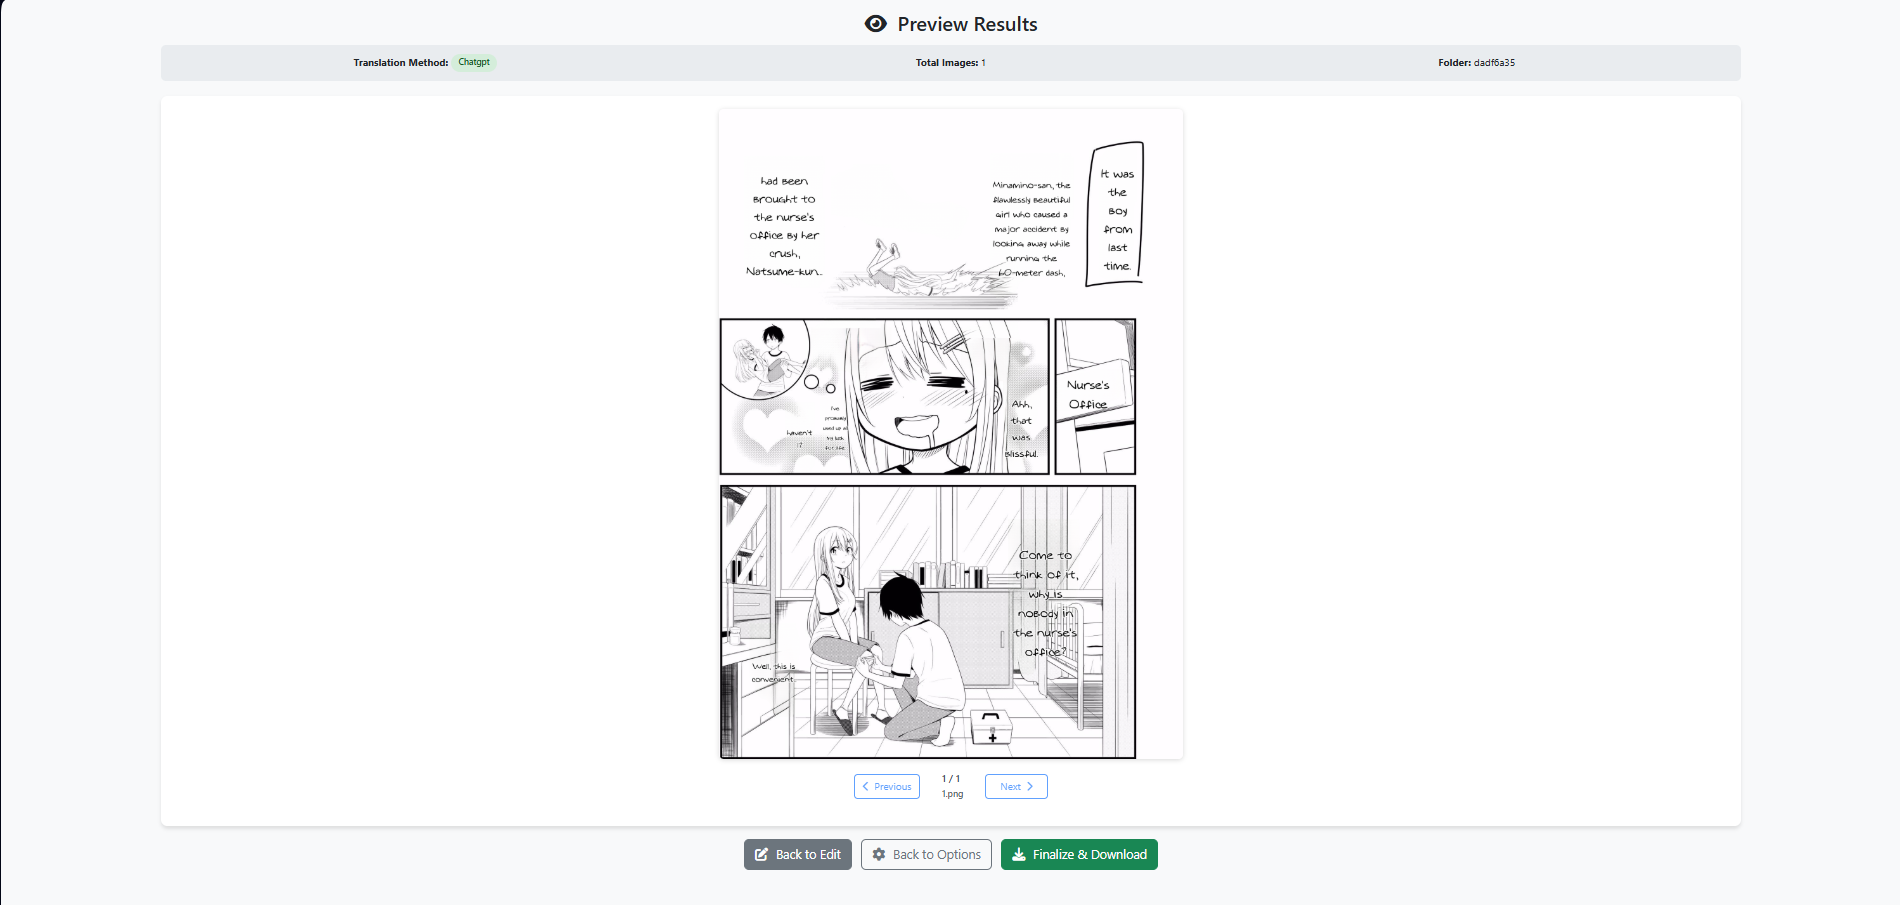 Preview Results
Translation Method: Chatgpt
Total Images: 1
Folder: dadf6a35
It was
the
Boy
from
last
time.
Minamino-san, the
flawlessly Beautiful
girl who caused a
major accident By
looking away while
running the
60-meter dash,
had Been
Brought to
the nurse's
office By her
crush,
Natsume-kun...
Nurse's
Office
Ahh,
that
was
Blissful.
I've
probably
used up all
my luck
for life
haven't
I?
Come to
think of it,
why is
noBody in
the nurse's
office?
Well, this is
convenient.
Previous
1 / 1
1.png
Next
Back to Edit
Back to Options
Finalize & Download